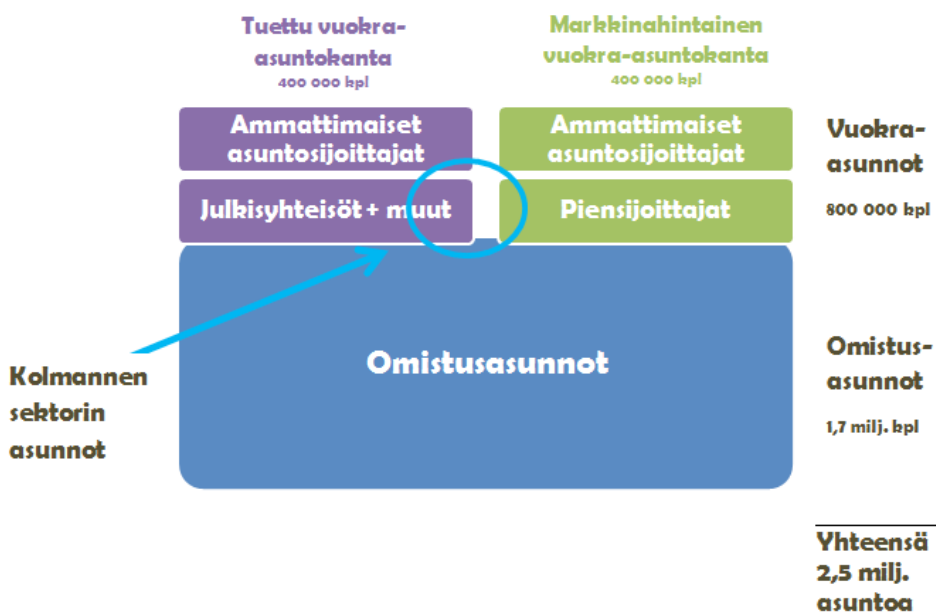 Tuettu vuokra-
asuntokanta
400 000 kpl
Markkinahintainen
vuokra-asuntokanta
400 000 kpl
Ammattimaiset
asuntosijoittajat
Ammattimaiset
asuntosijoittajat
Vuokra-
asunnot
800 000 kpl
Julkisyhteisöt + muut
Piensijoittajat
Omistusasunnot
Omistus-
asunnot
1,7 milj. kpl
Kolmannen
sektorin
asunnot
Yhteensä
2,5 milj.
asuntoa